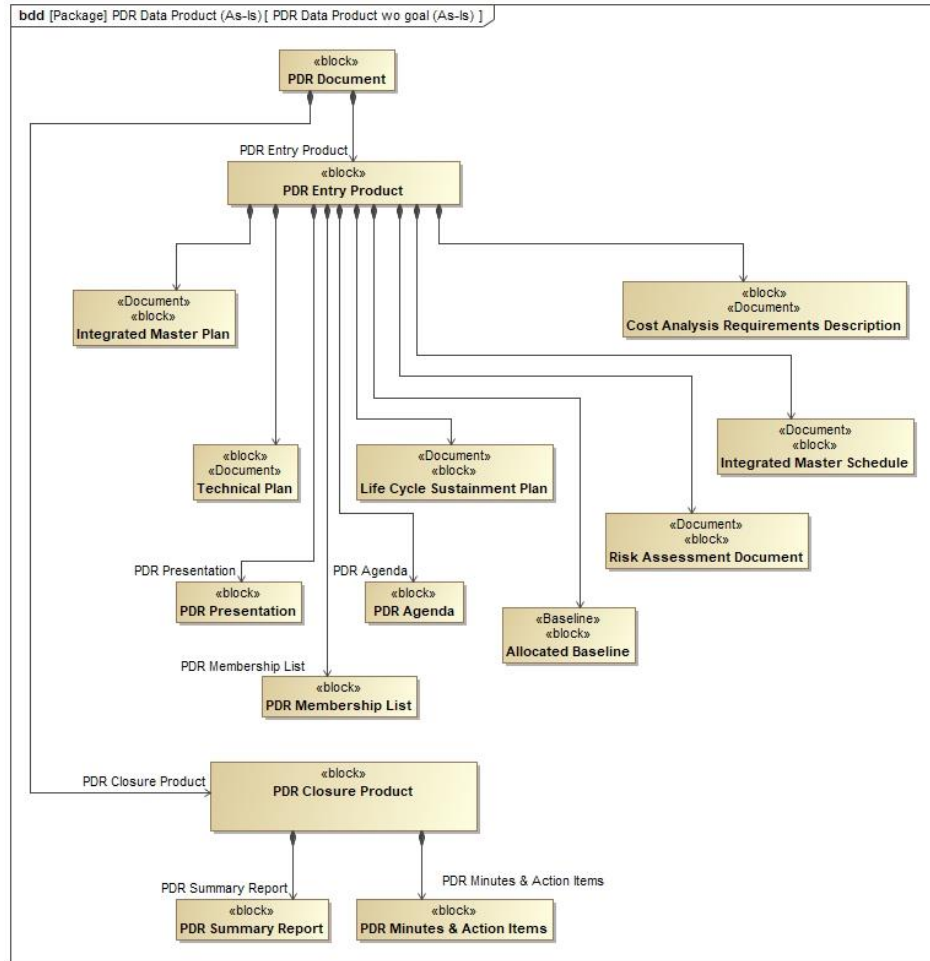 bdd [Package] PDR Data Product (As-Is) [ PDR Data Product wo goal (As-Is) ]
«block»
PDR Document
PDR Entry Product
«block»
PDR Entry Product
«Document»
«block»
Integrated Master Plan
«block»
«Document»
Cost Analysis Requirements Description
«Document»
«block»
Integrated Master Schedule
«block»
«Document»
Technical Plan
«Document»
«block»
Life Cycle Sustainment Plan
«Document»
«block»
Risk Assessment Document
PDR Presentation
«block»
PDR Presentation
PDR Agenda
«block»
PDR Agenda
«Baseline»
«block»
Allocated Baseline
PDR Membership List
«block»
PDR Membership List
PDR Closure Product
«block»
PDR Closure Product
PDR Summary Report
«block»
PDR Summary Report
PDR Minutes & Action Items
«block»
PDR Minutes & Action Items